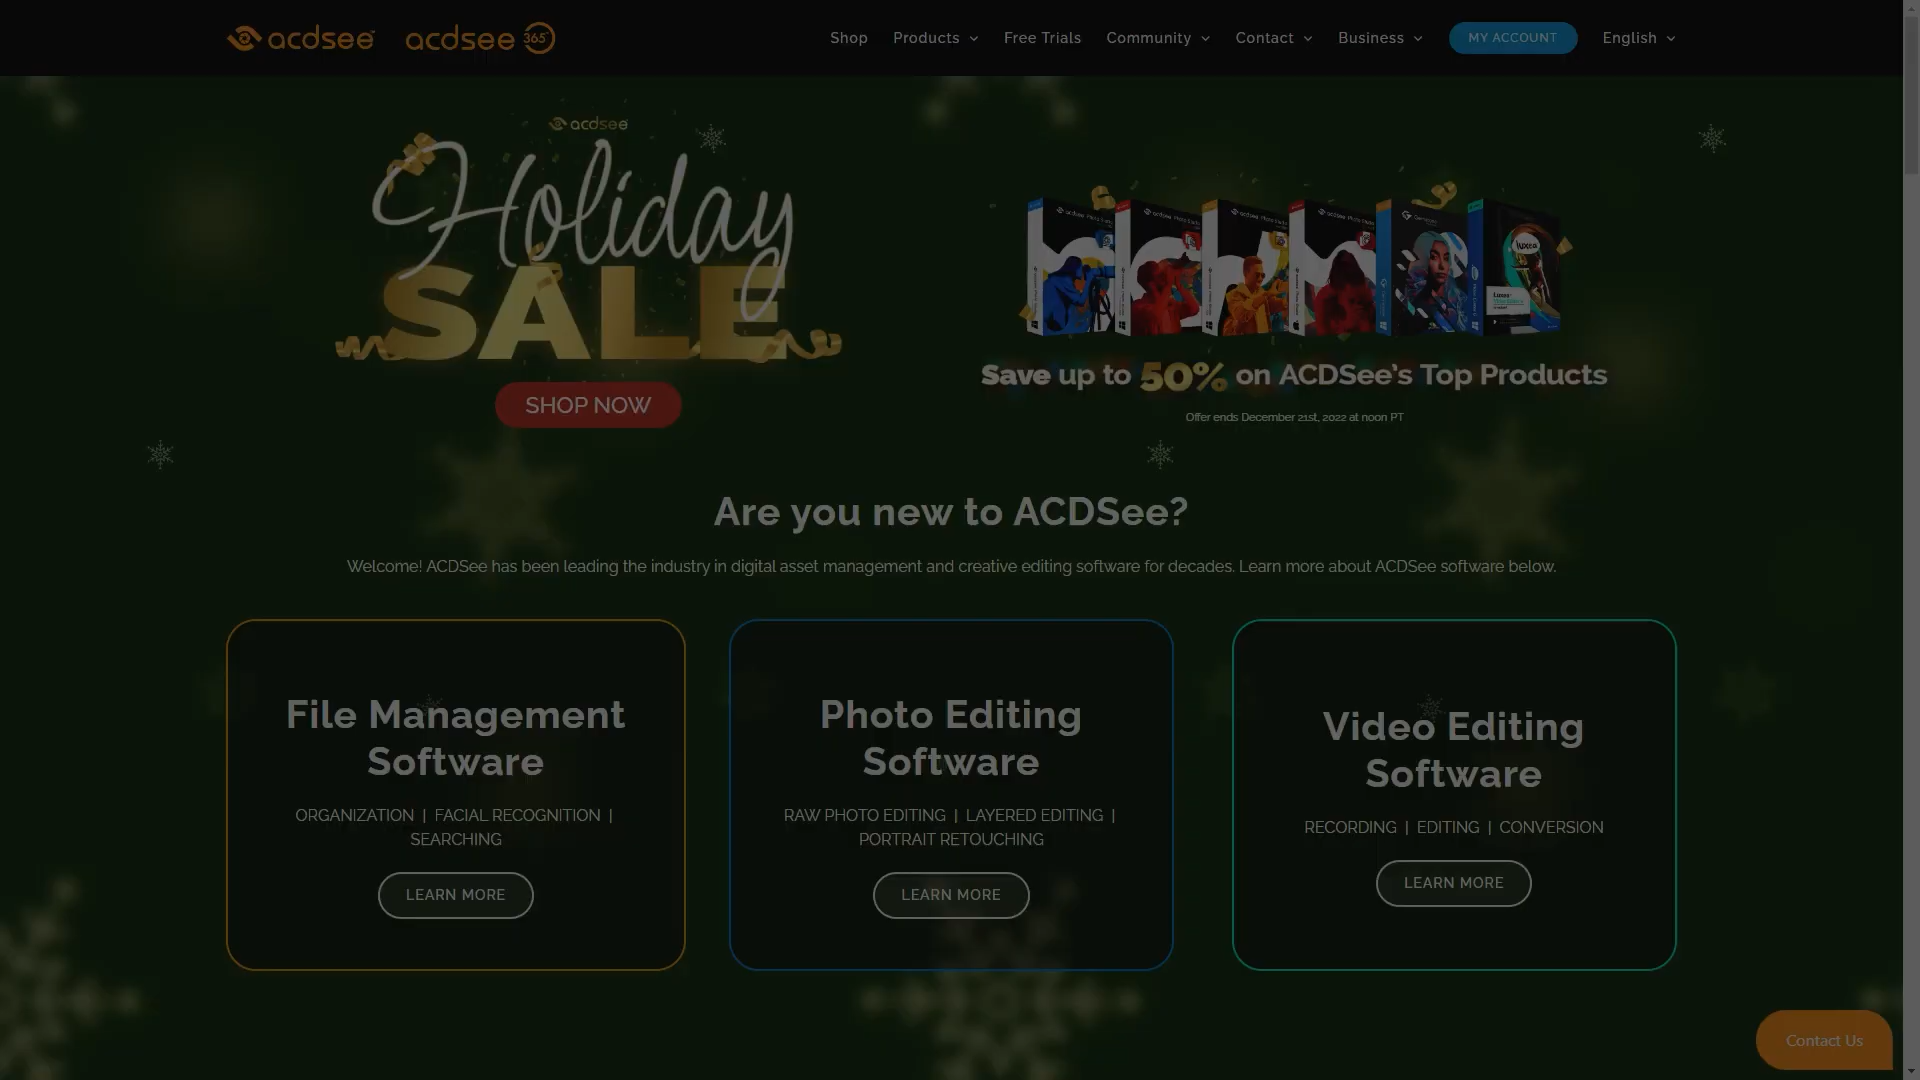 acdsee acdsee 365 Shop Products Free Trials Community Contact Business MY ACCOUNT English
acdsee
Holiday
SALE
SHOP NOW
luxea
Save up to 50% on ACDSee's Top Products
Offer ends December 21st, 2022 at noon PT
Are you new to ACDSee?
Welcome! ACDSee has been leading the industry in digital asset management and creative editing software for decades. Learn more about ACDSee software below.
File Management
Software
ORGANIZATION | FACIAL RECOGNITION |
SEARCHING
LEARN MORE
Photo Editing
Software
RAW PHOTO EDITING | LAYERED EDITING |
PORTRAIT RETOUCHING
LEARN MORE
Video Editing
Software
RECORDING | EDITING | CONVERSION
LEARN MORE
Contact Us